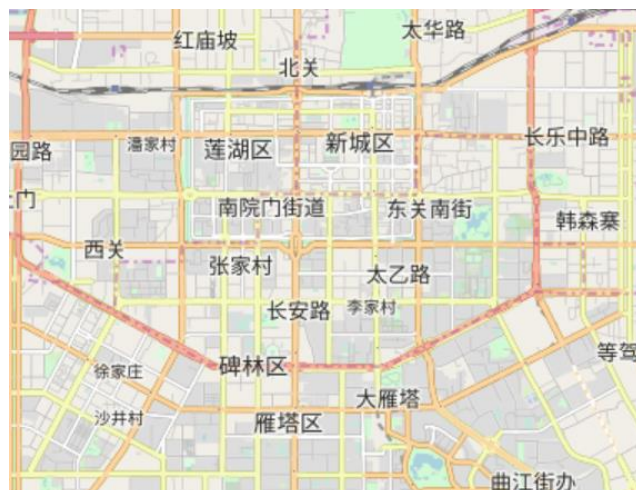 太华路
红庙坡
北关
长乐中路
新城区
潘家村
莲湖区
园路
门
南院门街道
东关南街
韩森寨
西关
张家村
太乙路
长安路
李家村
等驾
碑林区
徐家庄
大雁塔
沙井村
雁塔区
曲江街办